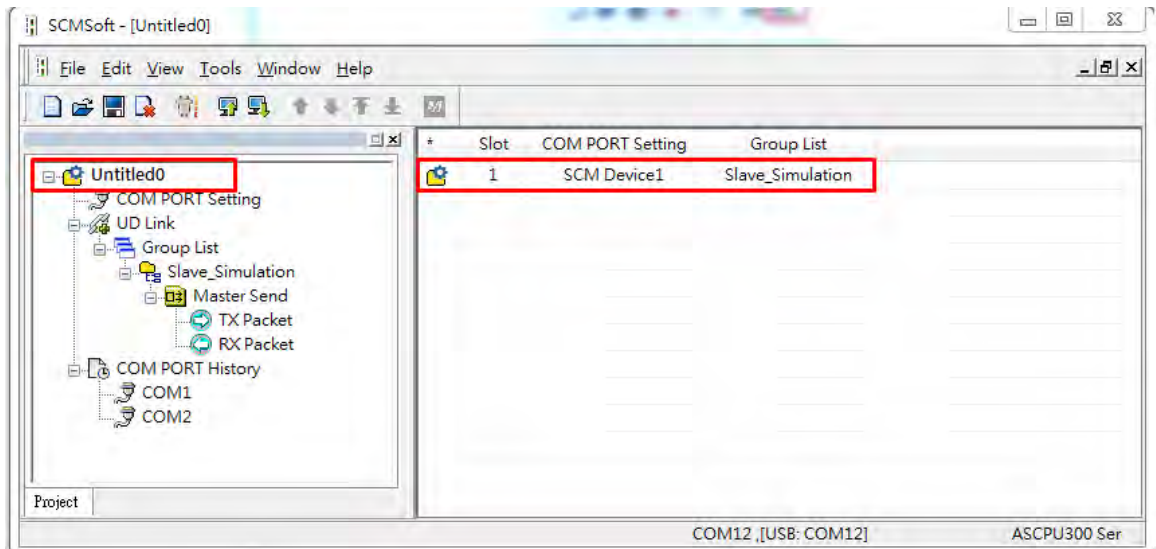 SCMSoft - [Untitled0]
File Edit View Tools Window Help
* Slot COM PORT Setting Group List
1 SCM Device1 Slave_Simulation
Untitled0
COM PORT Setting
UD Link
Group List
Slave_Simulation
Master Send
TX Packet
RX Packet
COM PORT History
COM1
COM2
Project
COM12 ,[USB: COM12] ASCPU300 Ser